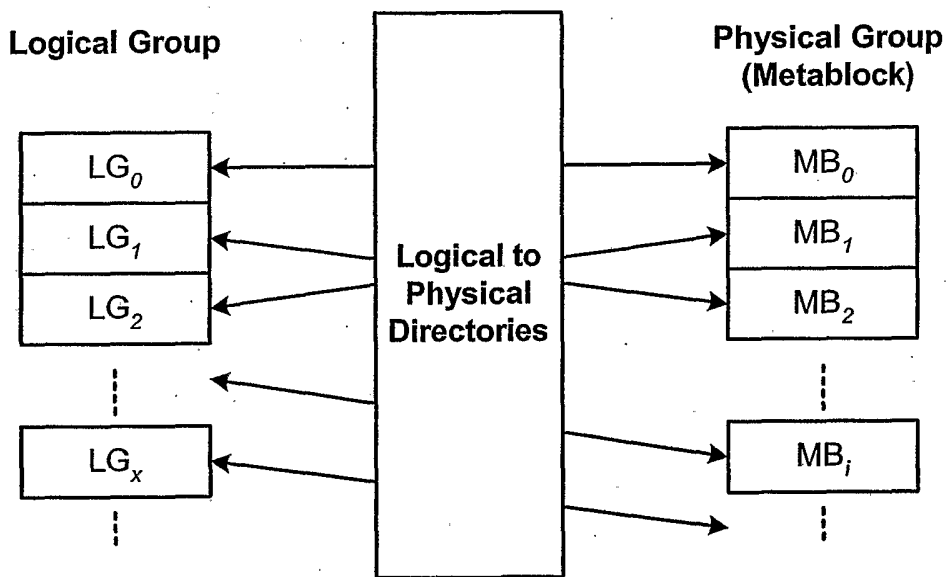 Logical Group
LG0
LG1
LG2
LGx
Logical to
Physical
Directories
Physical Group
(Metablock)
MB0
MB1
MB2
MBi